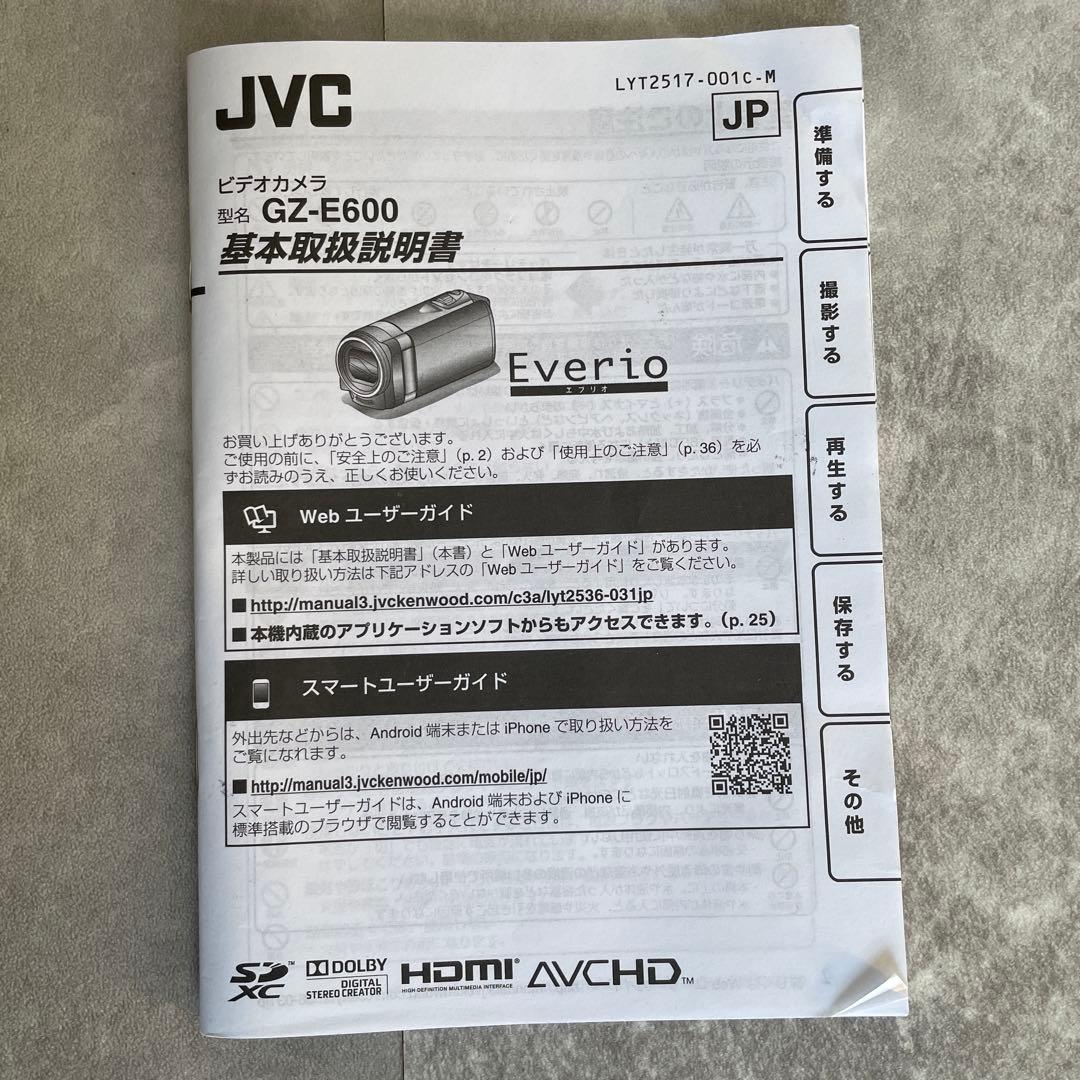 JVC
LYT2517-001C-M
JP
ビデオカメラ
型名 GZ-E600
基本取扱説明書
Everio
エブリオ
お買い上げありがとうございます。
ご使用の前に、「安全上のご注意」（p. 2）および「使用上のご注意」（p. 36）を必
ずお読みのうえ、正しくお使いください。
Web ユーザーガイド
本製品には「基本取扱説明書」（本書）と「Web ユーザーガイド」があります。
詳しい取り扱い方法は下記アドレスの「Web ユーザーガイド」をご覧ください。
■ http://manual3.jvckenwood.com/c3a/lyt2536-031jp
■ 本機内蔵のアプリケーションソフトからもアクセスできます。（p. 25）
スマートユーザーガイド
外出先などからは、Android 端末または iPhone で取り扱い方法を
ご覧になれます。
■ http://manual3.jvckenwood.com/mobile/jp/
スマートユーザーガイドは、Android 端末および iPhone に
標準搭載のブラウザで閲覧することができます。
準備する
撮影する
再生する
保存する
その他
SD XC™
DOLBY
DIGITAL
STEREO CREATOR
HDMI®
HIGH DEFINITION MULTIMEDIA INTERFACE
AVCHD™